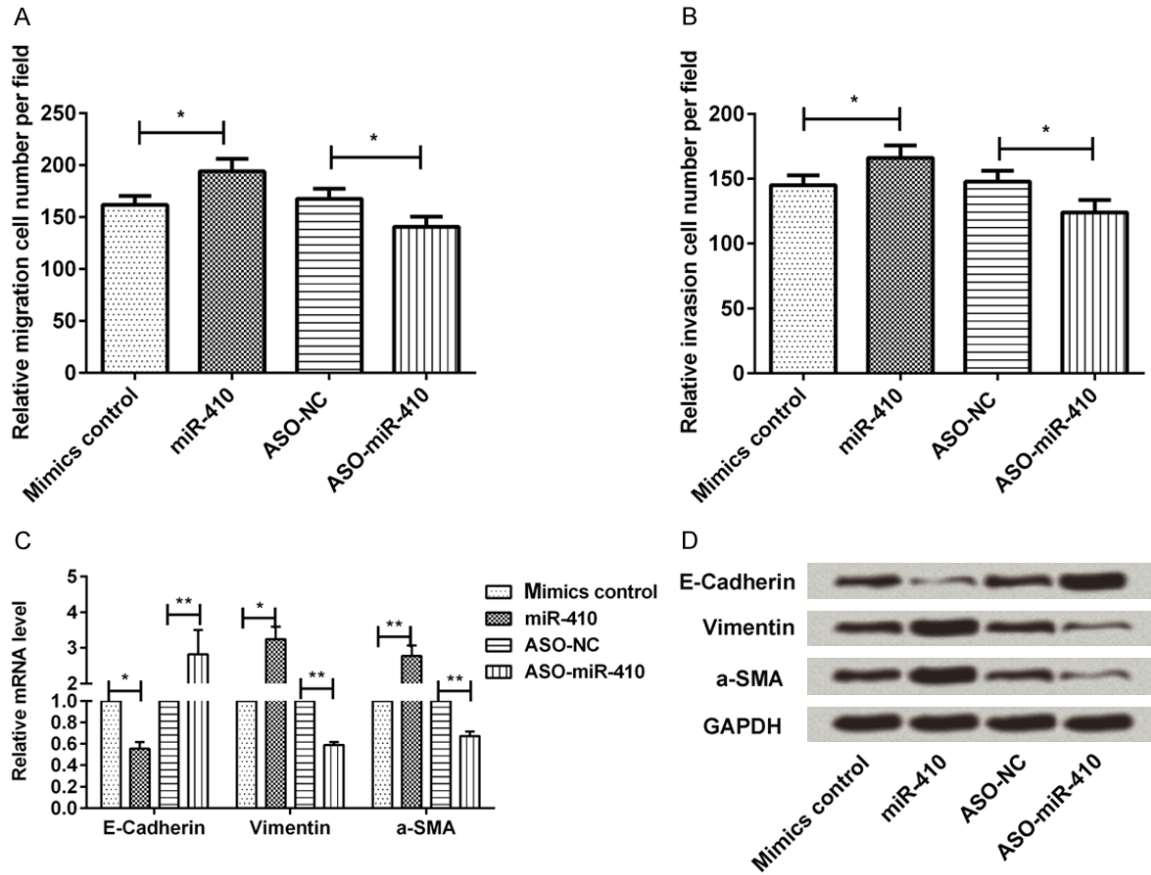 A
Relative migration cell number per field
250
200
150
100
50
0
*
*
Mimics control
miR-410
ASO-NC
ASO-miR-410
B
Relative invasion cell number per field
200
150
100
50
0
*
*
Mimics control
miR-410
ASO-NC
ASO-miR-410
C
Relative mRNA level
5
4
3
2
1.0
0.8
0.6
0.4
0.2
0.0
*
**
*
**
**
**
E-Cadherin
Vimentin
a-SMA
Mimics control
miR-410
ASO-NC
ASO-miR-410
D
E-Cadherin
Vimentin
a-SMA
GAPDH
Mimics control
miR-410
ASO-NC
ASO-miR-410